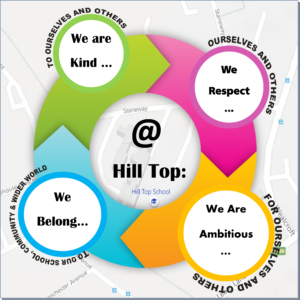 TO OURSELVES AND OTHERS
We are
Kind ...
OURSELVES AND OTHERS
We
Respect
...
Stoneway
@
Hill Top:
Hill Top School
We
Belong...
TO OUR SCHOOL, COMMUNITY & WIDER WORLD
We Are
Ambitious
...
FOR OURSELVES AND OTHERS